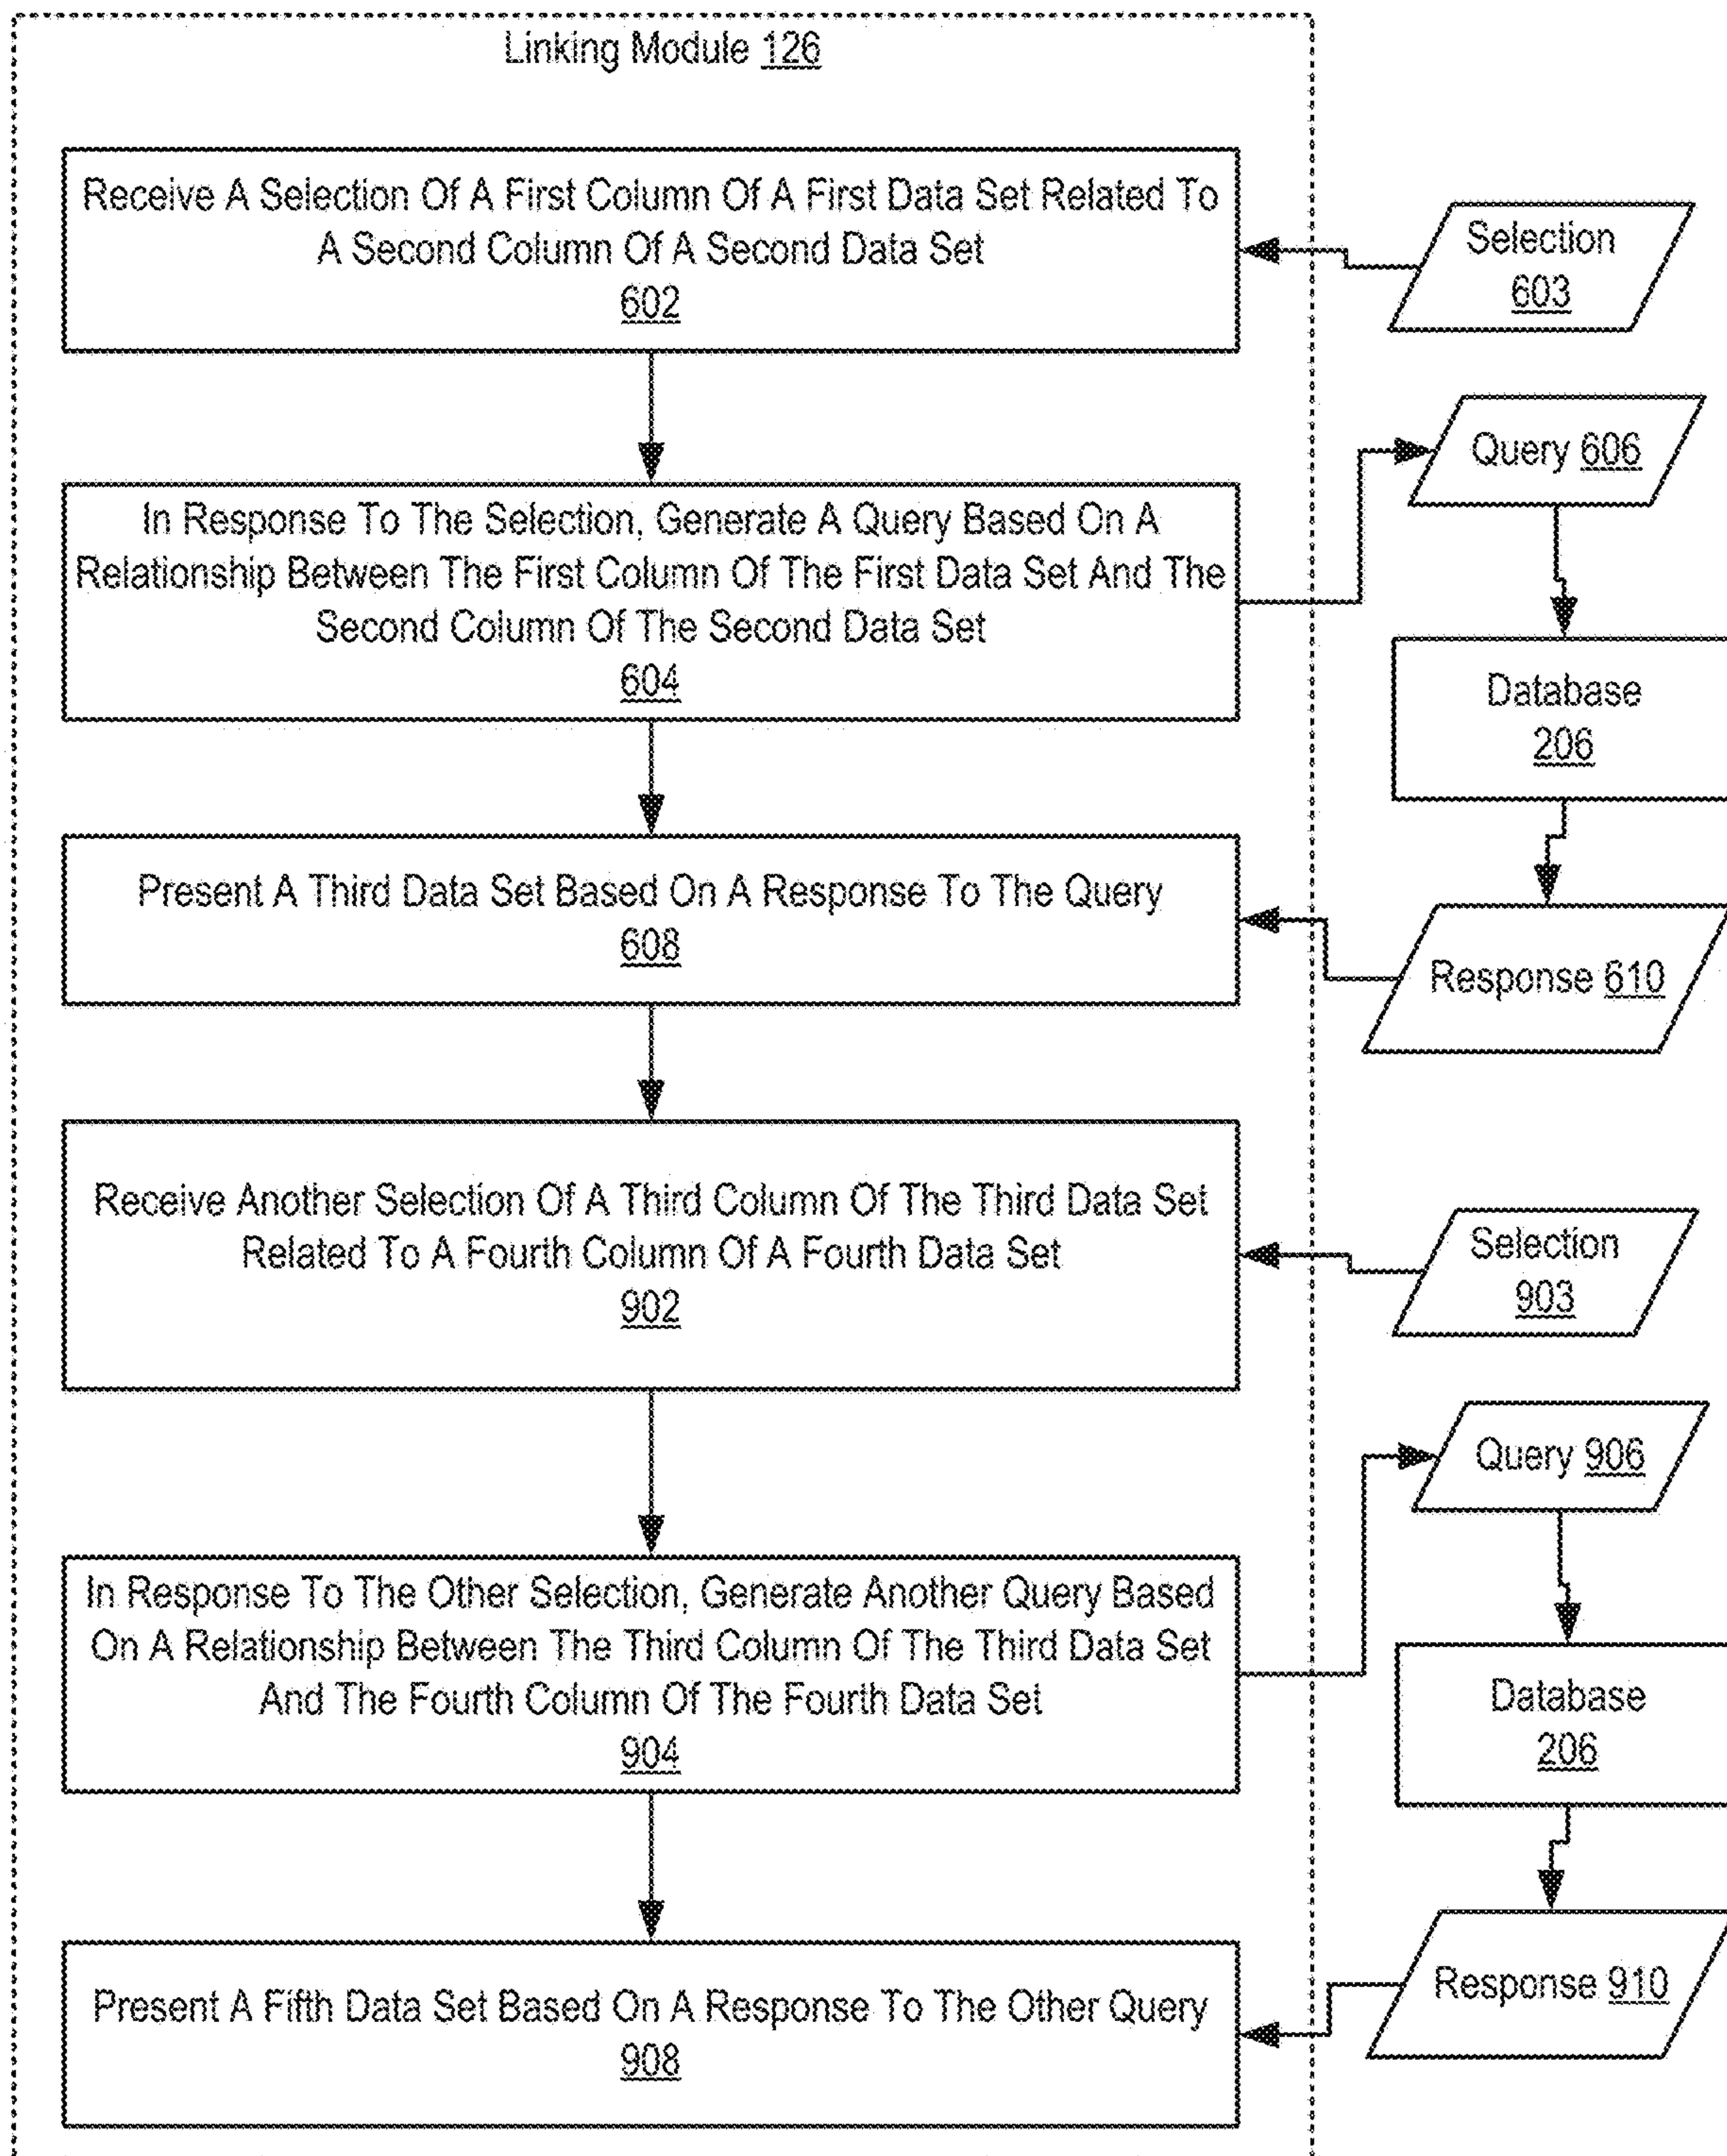 Linking Module 126
Receive A Selection Of A First Column Of A First Data Set Related To
A Second Column Of A Second Data Set
602
Selection
603
Query 606
In Response To The Selection, Generate A Query Based On A
Relationship Between The First Column Of The First Data Set And The
Second Column Of The Second Data Set
604
Database
206
Present A Third Data Set Based On A Response To The Query
608
Response 610
Receive Another Selection Of A Third Column Of The Third Data Set
Related To A Fourth Column Of A Fourth Data Set
902
Selection
903
Query 906
In Response To The Other Selection, Generate Another Query Based
On A Relationship Between The Third Column Of The Third Data Set
And The Fourth Column Of The Fourth Data Set
904
Database
206
Response 910
Present A Fifth Data Set Based On A Response To The Other Query
908